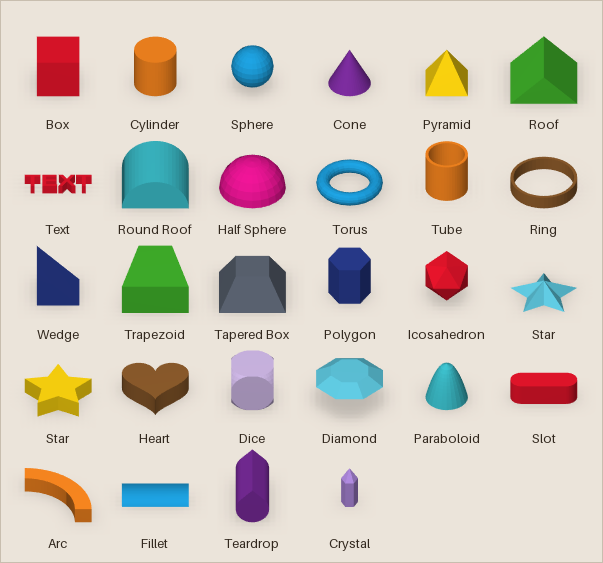 Box Cylinder Sphere Cone Pyramid Roof
TEXT
Text Round Roof Half Sphere Torus Tube Ring
Wedge Trapezoid Tapered Box Polygon Icosahedron Star
Star Heart Dice Diamond Paraboloid Slot
Arc Fillet Teardrop Crystal